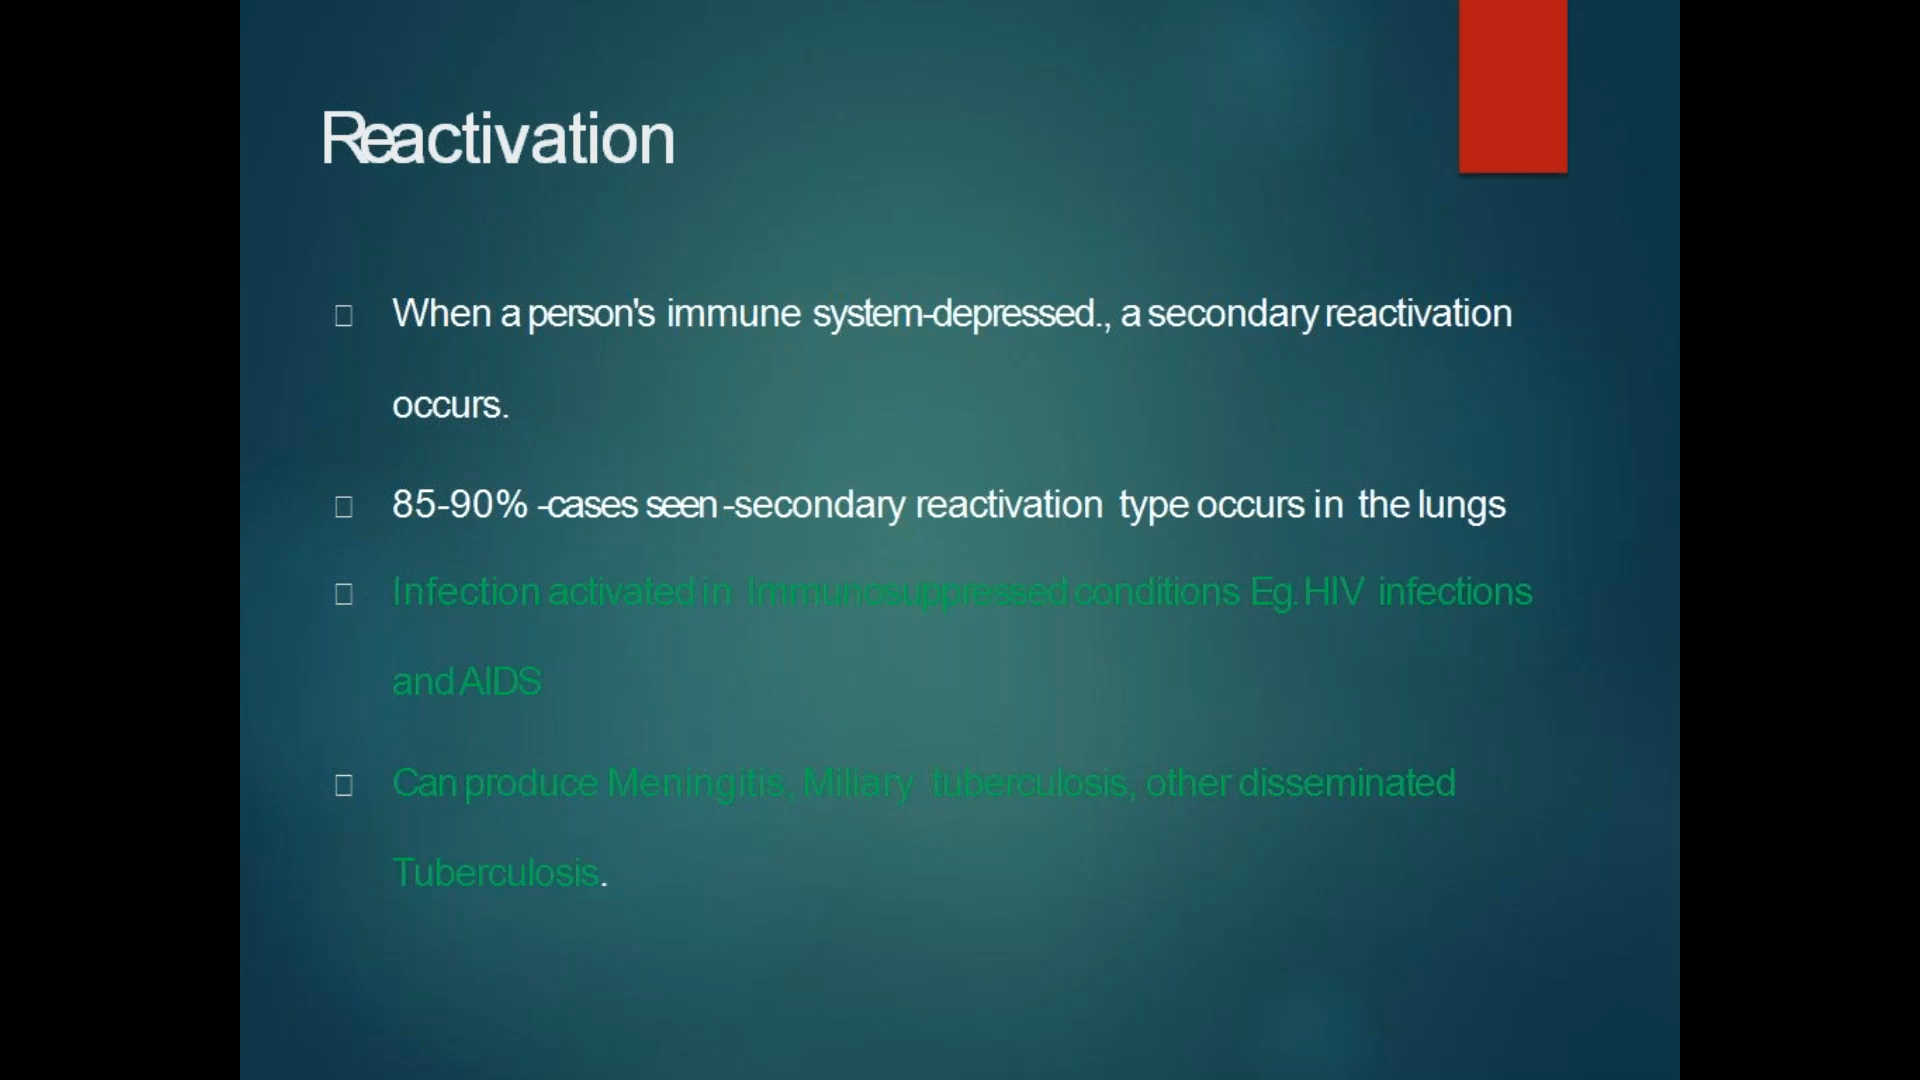 Reactivation
When a person's immune system-depressed., a secondary reactivation
occurs.
85-90% -cases seen -secondary reactivation type occurs in the lungs
Infection activated in Immunosuppressed conditions Eg. HIV infections
and AIDS
Can produce Meningitis, Miliary tuberculosis, other disseminated
Tuberculosis.